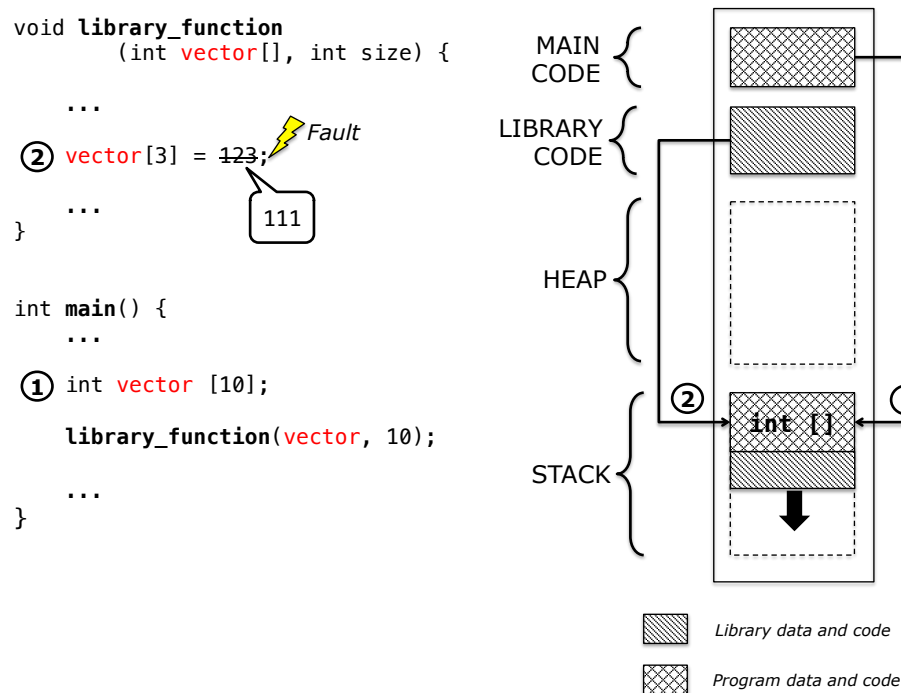 void library_function
(int vector[], int size) {
...
② vector[3] = 123;
Fault
111
...
}
int main() {
...
① int vector [10];
library_function(vector, 10);
...
}
MAIN
CODE
LIBRARY
CODE
HEAP
②
int []
STACK
Library data and code
Program data and code